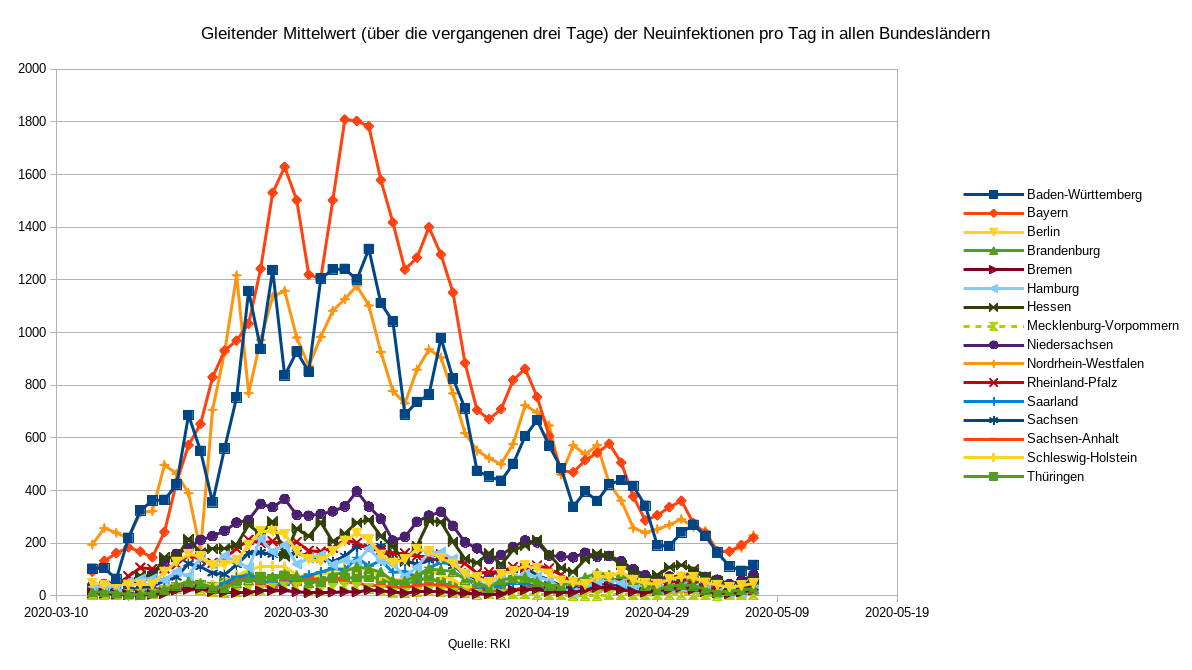 Gleitender Mittelwert (über die vergangenen drei Tage) der Neuinfektionen pro Tag in allen Bundesländern
2000
1800
1600
1400
1200
1000
800
600
400
200
0
2020-03-10 2020-03-20 2020-03-30 2020-04-09 2020-04-19 2020-04-29 2020-05-09 2020-05-19
Quelle: RKI
Baden-Württemberg
Bayern
Berlin
Brandenburg
Bremen
Hamburg
Hessen
Mecklenburg-Vorpommern
Niedersachsen
Nordrhein-Westfalen
Rheinland-Pfalz
Saarland
Sachsen
Sachsen-Anhalt
Schleswig-Holstein
Thüringen